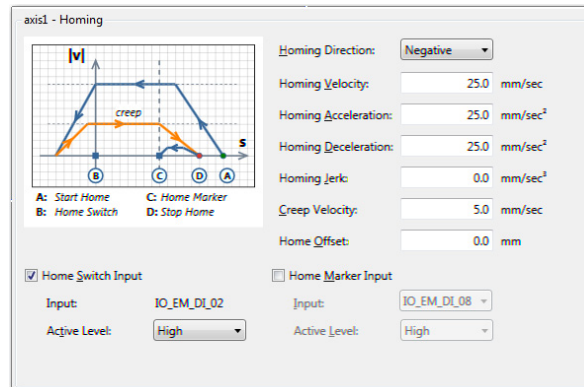 axis1 - Homing
|v|
creep
s
B C D A
A: Start Home C: Home Marker
B: Home Switch D: Stop Home
Homing Direction: Negative
Homing Velocity: 25.0 mm/sec
Homing Acceleration: 25.0 mm/sec²
Homing Deceleration: 25.0 mm/sec²
Homing Jerk: 0.0 mm/sec³
Creep Velocity: 5.0 mm/sec
Home Offset: 0.0 mm
Home Switch Input
Input: IO_EM_DI_02
Active Level: High
Home Marker Input
Input: IO_EM_DI_08
Active Level: High